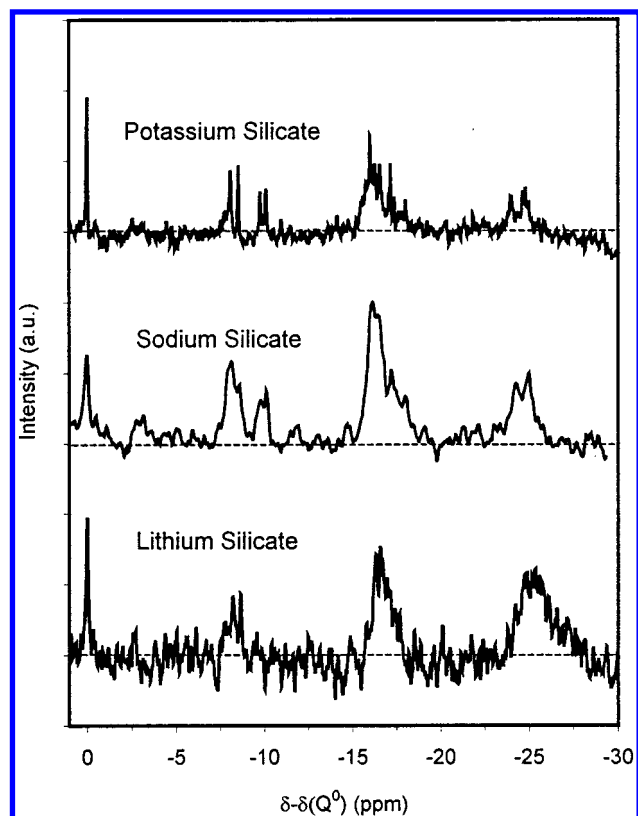 Potassium Silicate
Sodium Silicate
Lithium Silicate
Intensity (a.u.)
0 -5 -10 -15 -20 -25 -30
δ-δ(Q⁰) (ppm)